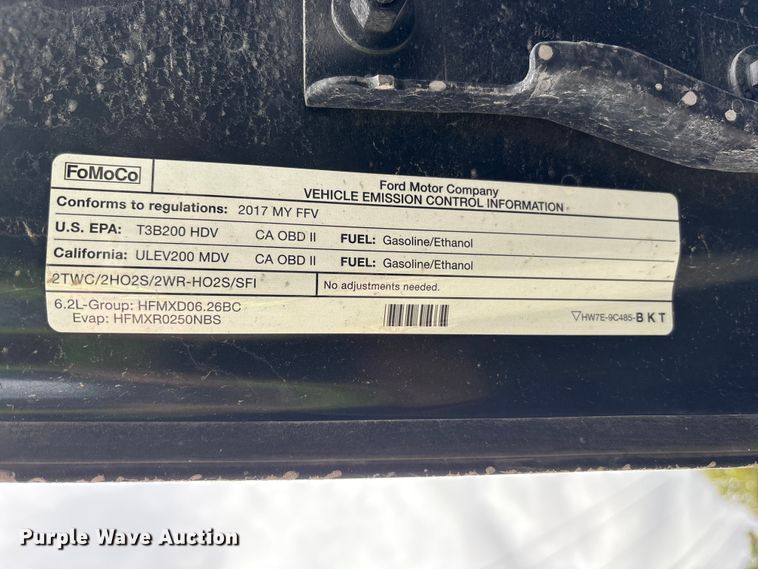 FoMoCo
Ford Motor Company
VEHICLE EMISSION CONTROL INFORMATION
Conforms to regulations: 2017 MY FFV
U.S. EPA: T3B200 HDV CA OBD II FUEL: Gasoline/Ethanol
California: ULEV200 MDV CA OBD II FUEL: Gasoline/Ethanol
2TWC/2HO2S/2WR-HO2S/SFI No adjustments needed.
6.2L-Group: HFMXD06.26BC
Evap: HFMXR0250NBS
▽HW7E-9C485-BKT
Purple Wave Auction